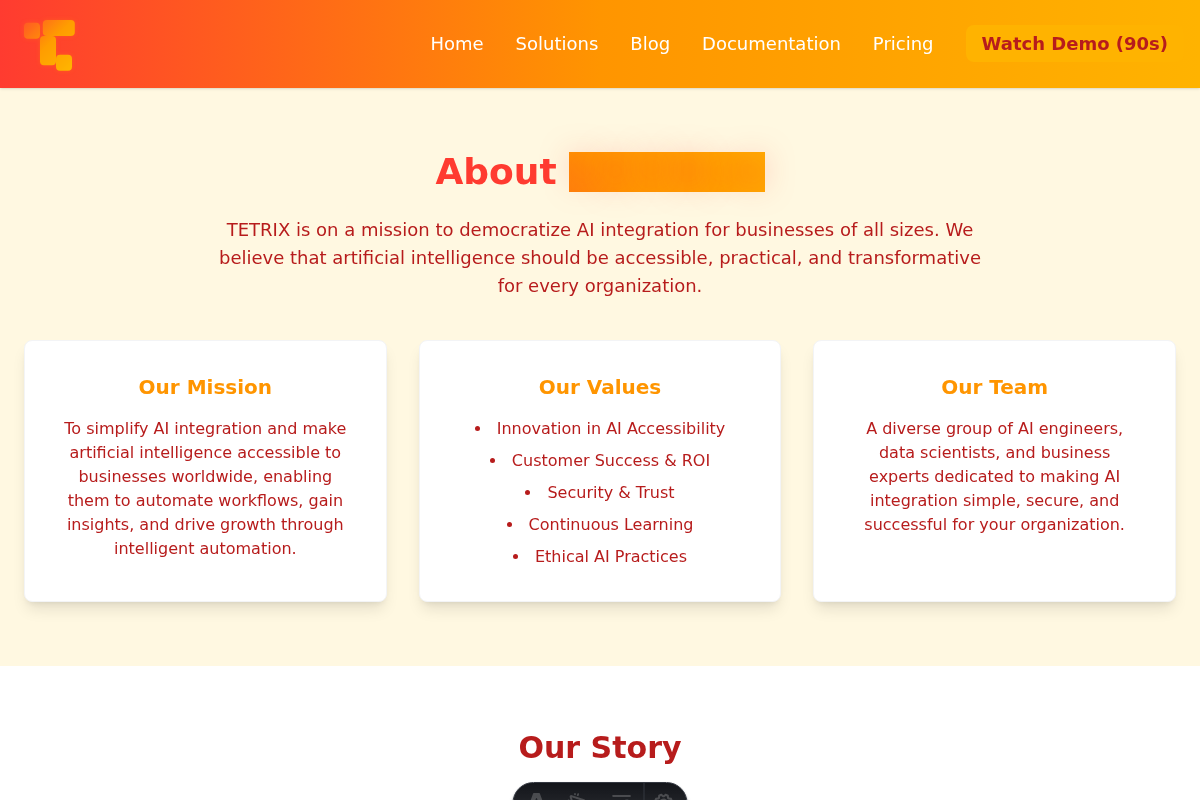 Home Solutions Blog Documentation Pricing Watch Demo (90s)
About
TETRIX is on a mission to democratize AI integration for businesses of all sizes. We
believe that artificial intelligence should be accessible, practical, and transformative
for every organization.
Our Mission
To simplify AI integration and make
artificial intelligence accessible to
businesses worldwide, enabling
them to automate workflows, gain
insights, and drive growth through
intelligent automation.
Our Values
• Innovation in AI Accessibility
• Customer Success & ROI
• Security & Trust
• Continuous Learning
• Ethical AI Practices
Our Team
A diverse group of AI engineers,
data scientists, and business
experts dedicated to making AI
integration simple, secure, and
successful for your organization.
Our Story